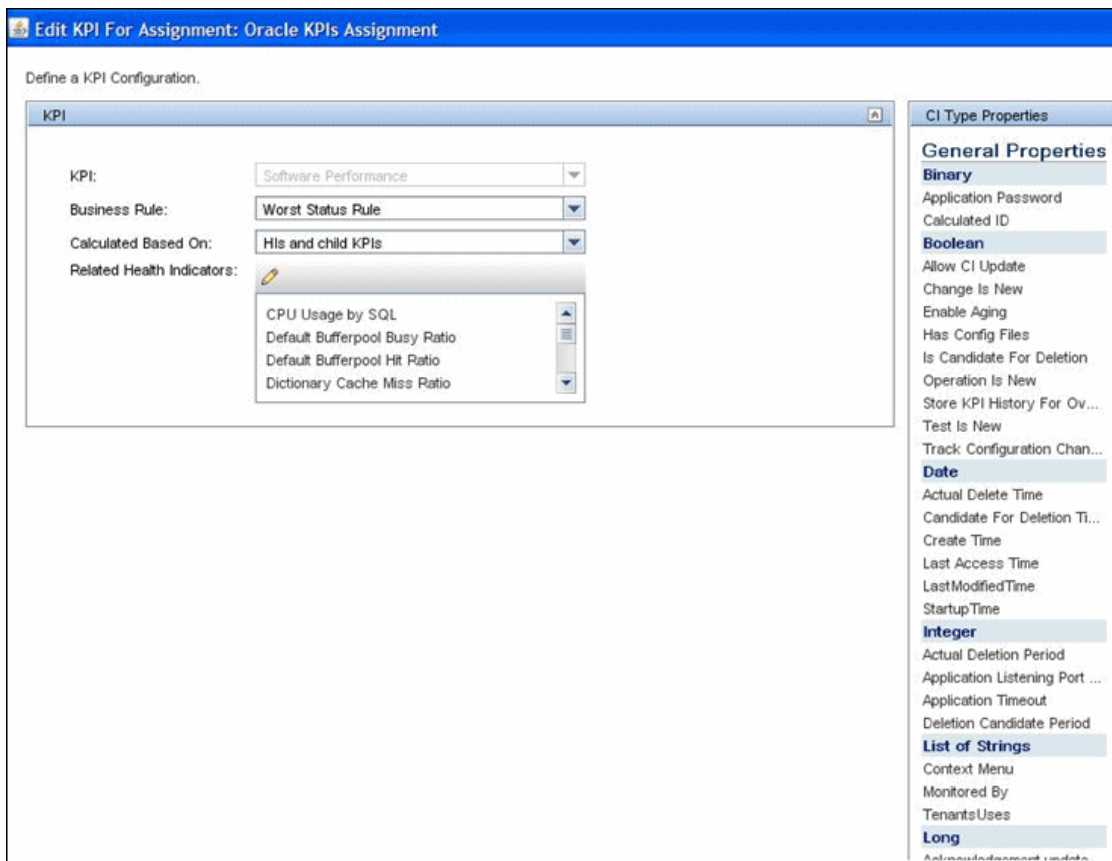 Edit KPI For Assignment: Oracle KPIs Assignment
Define a KPI Configuration.
KPI
KPI:
Software Performance
Business Rule:
Worst Status Rule
Calculated Based On:
HIs and child KPIs
Related Health Indicators:
CPU Usage by SQL
Default Bufferpool Busy Ratio
Default Bufferpool Hit Ratio
Dictionary Cache Miss Ratio
CI Type Properties
General Properties
Binary
Application Password
Calculated ID
Boolean
Allow CI Update
Change Is New
Enable Aging
Has Config Files
Is Candidate For Deletion
Operation Is New
Store KPI History For Ov...
Test Is New
Track Configuration Chan...
Date
Actual Delete Time
Candidate For Deletion Ti...
Create Time
Last Access Time
LastModifiedTime
StartupTime
Integer
Actual Deletion Period
Application Listening Port ...
Application Timeout
Deletion Candidate Period
List of Strings
Context Menu
Monitored By
TenantsUses
Long